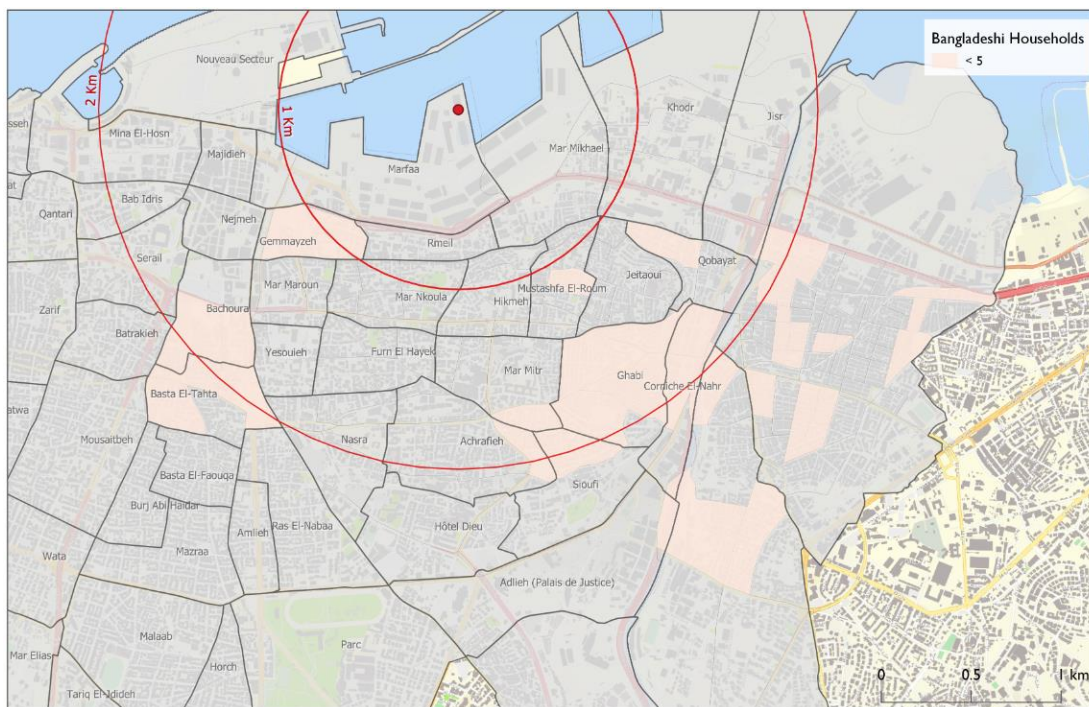 Bangladeshi Households
< 5
2 Km
1 Km
Nouveau Secteur
Khodr
Jisr
Mina El-Hosn
Majidieh
Marfaa
Mar Mikhael
Bab Idris
Qantari
Nejmeh
Gemmayzeh
Rmeil
Serail
Qobayat
Jeitaoui
Mar Maroun
Mar Nkoula
Hikmeh
Mustashfa El-Roum
Zarif
Bachoura
Batrakieh
Yesouieh
Furn El Hayek
Mar Mitr
Ghabi
Corniche El-Nahr
Basta El-Tahta
Mousaitbeh
Nasra
Achrafieh
Basta El-Faouqa
Sioufi
Burj Abi Haidar
Amlieh
Ras El-Nabaa
Hôtel Dieu
Wata
Mazraa
Adlieh (Palais de Justice)
Malaab
Parc
Mar Elias
Horch
Tariq El-Jdideh
0 0.5 1 km